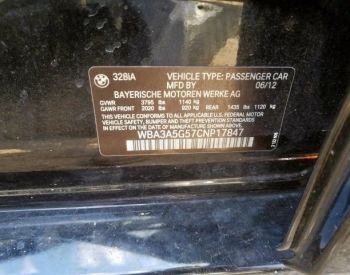 328iA VEHICLE TYPE: PASSENGER CAR
06/12
BAYERISCHE MOTOREN WERKE AG
GVWR 3795 lbs 1140 kg
GAWR FRONT 2020 lbs 920 kg REAR 1435 lbs 1120 kg
THIS VEHICLE CONFORMS TO ALL APPLICABLE U.S. FEDERAL MOTOR
VEHICLE SAFETY, BUMPER AND THEFT PREVENTION STANDARDS
IN EFFECT ON THE DATE OF MANUFACTURE SHOWN ABOVE.
WBA3A5G57CNP17847